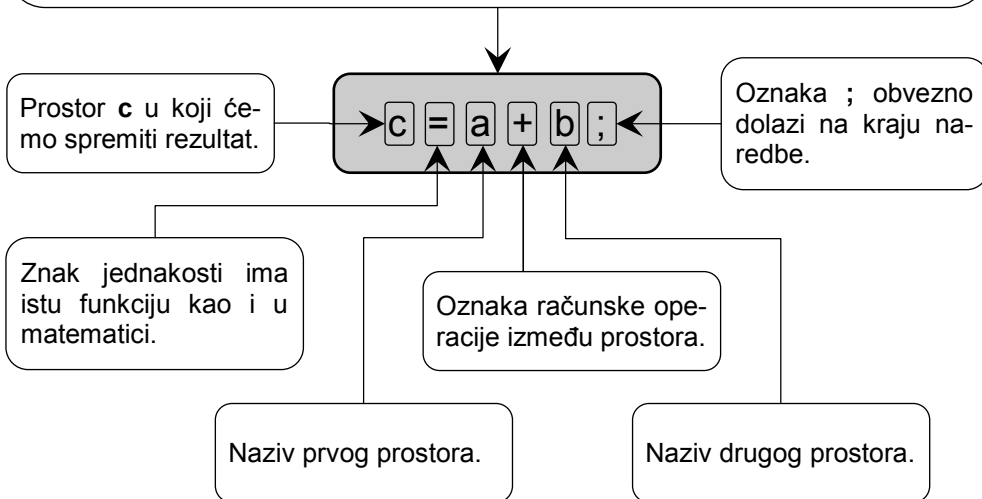 Prostor c u koji će-
mo spremiti rezultat.
c = a + b ;
Oznaka ; obvezno
dolazi na kraju na-
redbe.
Znak jednakosti ima
istu funkciju kao i u
matematici.
Oznaka računske ope-
racije između prostora.
Naziv prvog prostora.
Naziv drugog prostora.